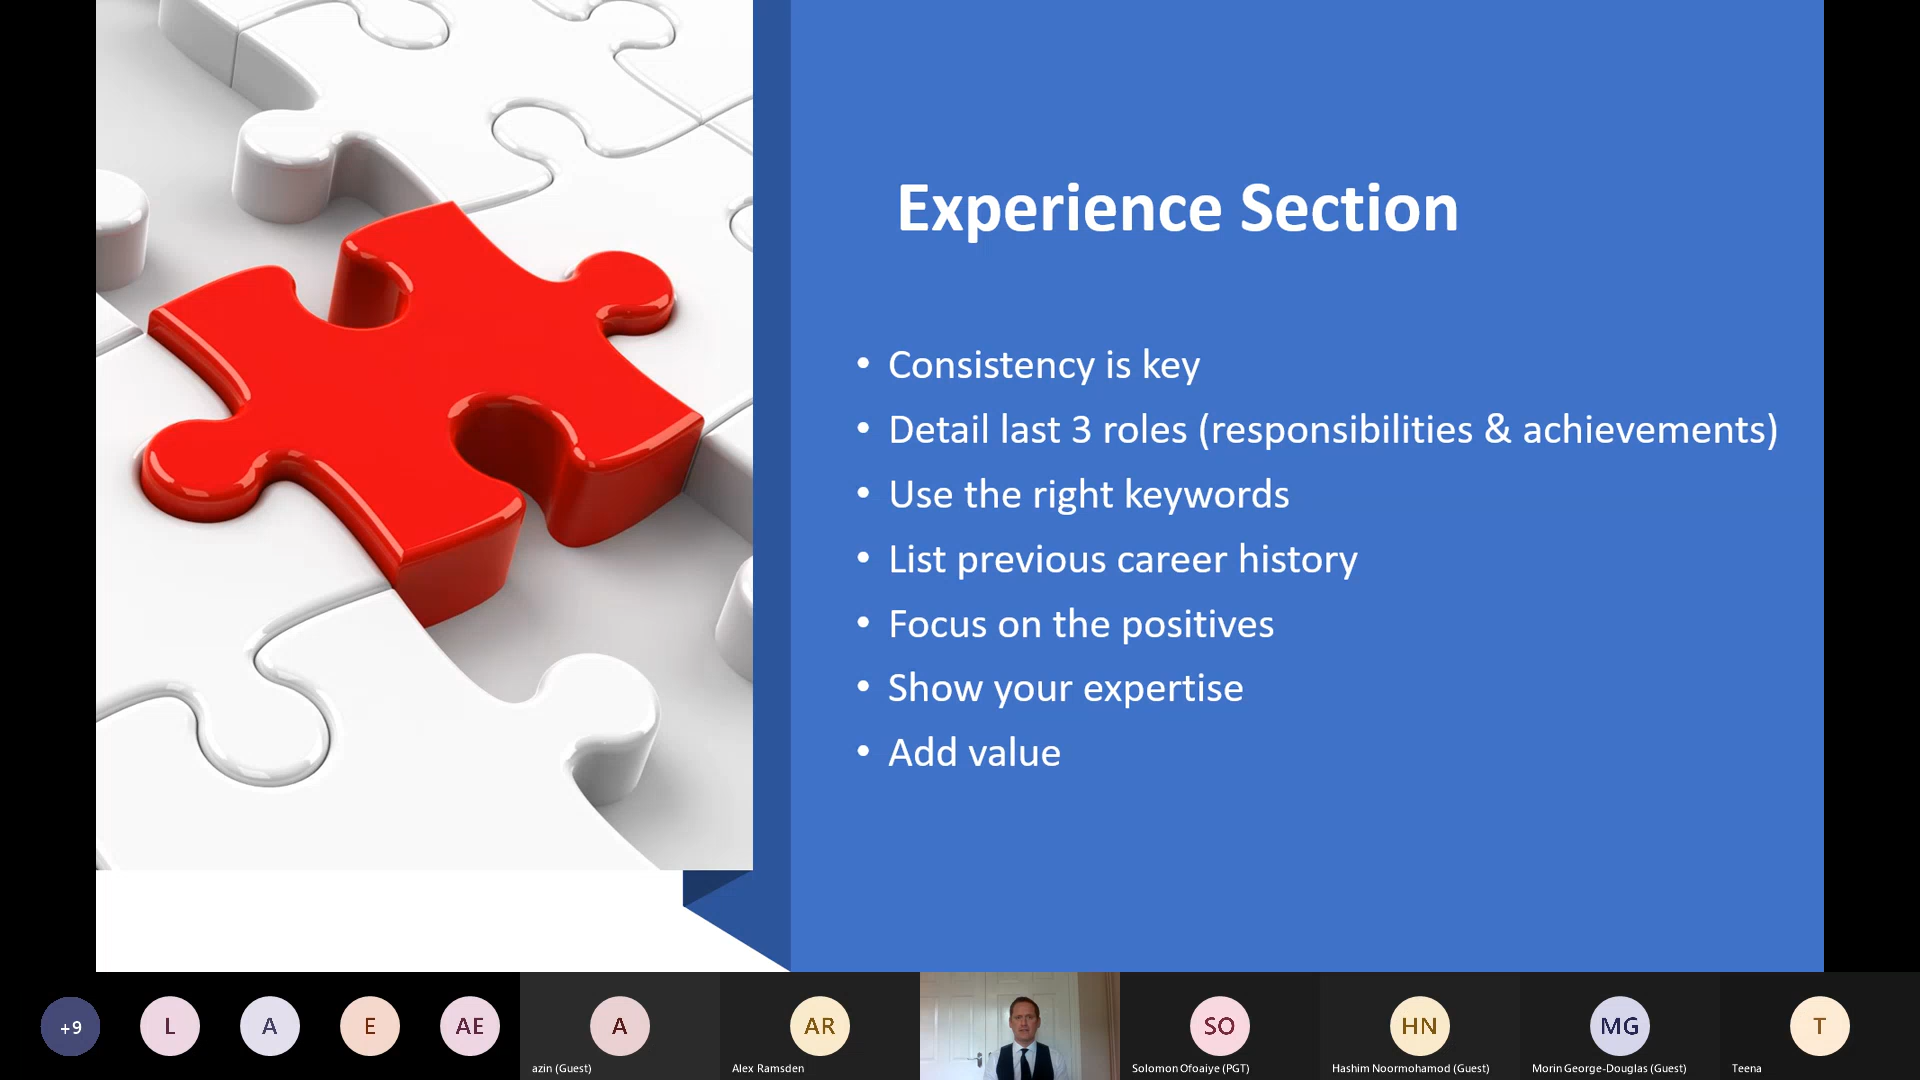 Experience Section
• Consistency is key
• Detail last 3 roles (responsibilities & achievements)
• Use the right keywords
• List previous career history
• Focus on the positives
• Show your expertise
• Add value
+9
L
A
E
AE
A
azin (Guest)
AR
Alex Ramsden
SO
Solomon Ofoaiye (PGT)
HN
Hashim Noormohamod (Guest)
MG
Morin George-Douglas (Guest)
T
Teena